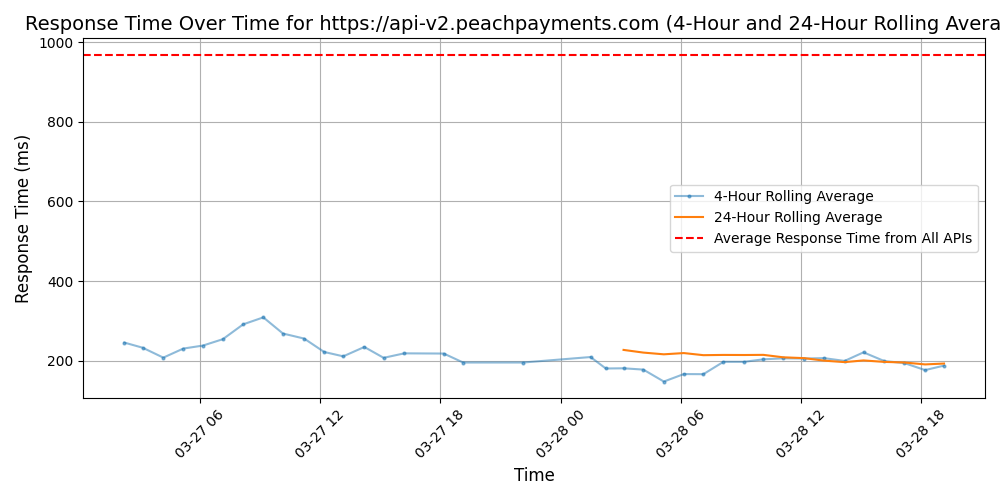 Response Time Over Time for https://api-v2.peachpayments.com (4-Hour and 24-Hour Rolling Avera
1000
800
600
400
200
Response Time (ms)
4-Hour Rolling Average
24-Hour Rolling Average
Average Response Time from All APIs
03-27 06
03-27 12
03-27 18
03-28 00
03-28 06
03-28 12
03-28 18
Time